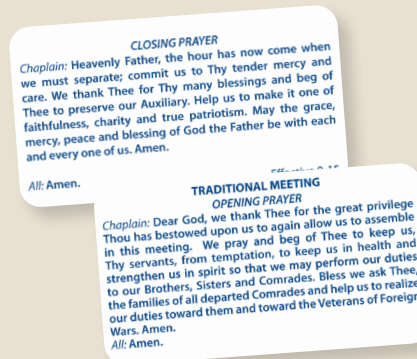 CLOSING PRAYER
Chaplain: Heavenly Father, the hour has now come when
we must separate; commit us to Thy tender mercy and
care. We thank Thee for Thy many blessings and beg of
Thee to preserve our Auxiliary. Help us to make it one of
faithfulness, charity and true patriotism. May the grace,
mercy, peace and blessing of God the Father be with each
and every one of us. Amen.
All: Amen.
TRADITIONAL MEETING
OPENING PRAYER
Chaplain: Dear God, we thank Thee for the great privilege
Thou has bestowed upon us to again allow us to assemble
in this meeting. We pray and beg of Thee to keep us,
Thy servants, from temptation, to keep us in health and
strengthen us in spirit so that we may perform our duties
to our Brothers, Sisters and Comrades. Bless we ask Thee,
the families of all departed Comrades and help us to realize
our duties toward them and toward the Veterans of Foreign
Wars. Amen.
All: Amen.